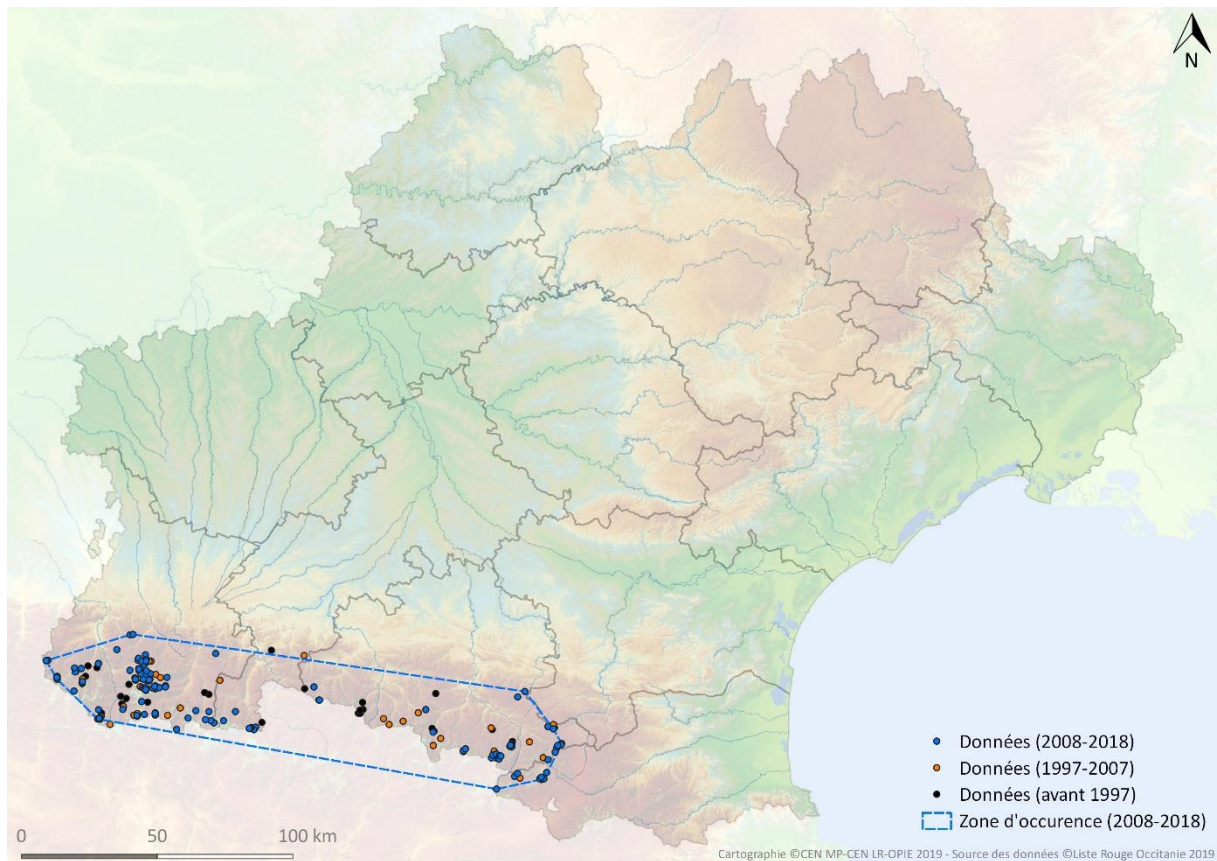 N
Données (2008-2018)
Données (1997-2007)
Données (avant 1997)
Zone d'occurence (2008-2018)
0 50 100 km
Cartographie ©CEN MP-CEN LR-OPIE 2019 - Source des données ©Liste Rouge Occitanie 2019